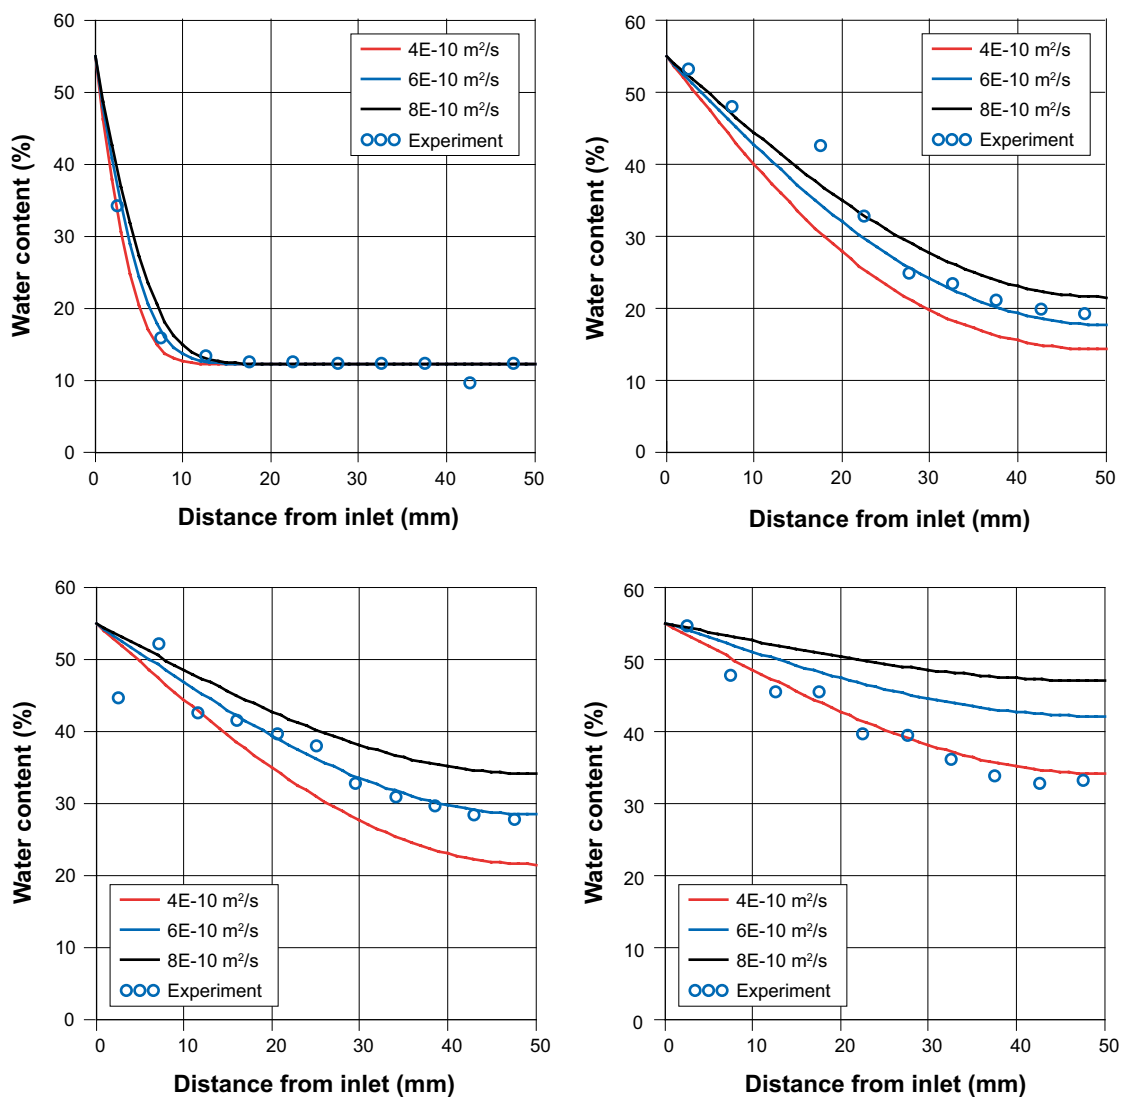 60
50
40
30
20
10
0
Water content (%)
4E-10 m²/s
6E-10 m²/s
8E-10 m²/s
Experiment
0 10 20 30 40 50
Distance from inlet (mm)
60
50
40
30
20
10
0
Water content (%)
4E-10 m²/s
6E-10 m²/s
8E-10 m²/s
Experiment
0 10 20 30 40 50
Distance from inlet (mm)
60
50
40
30
20
10
0
Water content (%)
4E-10 m²/s
6E-10 m²/s
8E-10 m²/s
Experiment
0 10 20 30 40 50
Distance from inlet (mm)
60
50
40
30
20
10
0
Water content (%)
4E-10 m²/s
6E-10 m²/s
8E-10 m²/s
Experiment
0 10 20 30 40 50
Distance from inlet (mm)